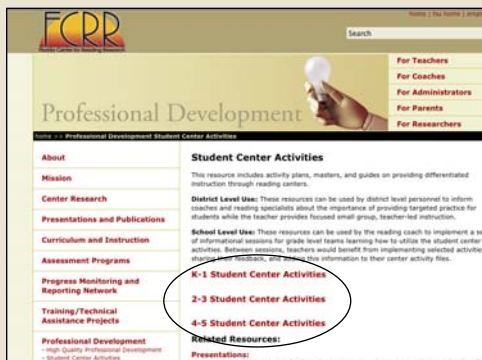 FCRR
Florida Center for Reading Research
home | fsu home |
Search
For Teachers
For Coaches
For Administrators
For Parents
For Researchers
Professional Development
home >> Professional Development Student Center Activities
About
Mission
Center Research
Presentations and Publications
Curriculum and Instruction
Assessment Programs
Progress Monitoring and
Reporting Network
Training/Technical
Assistance Projects
Professional Development
- High Quality Professional Development
- Student Center Activities
Student Center Activities
This resource includes activity plans, masters, and guides on providing differentiated
instruction through reading centers.
District Level Use: These resources can be used by district level personnel to inform
coaches and reading specialists about the importance of providing targeted practice for
students while the teacher provides focused small group, teacher-led instruction.
School Level Use: These resources can be used by the reading coach to implement a se
of informational sessions for grade level teams learning how to utilize the student center
activities. Between sessions, teachers would benefit from implementing selected activities
sharing their feedback, and adding this information to their center activity files.
K-1 Student Center Activities
2-3 Student Center Activities
4-5 Student Center Activities
Related Resources:
Presentations: